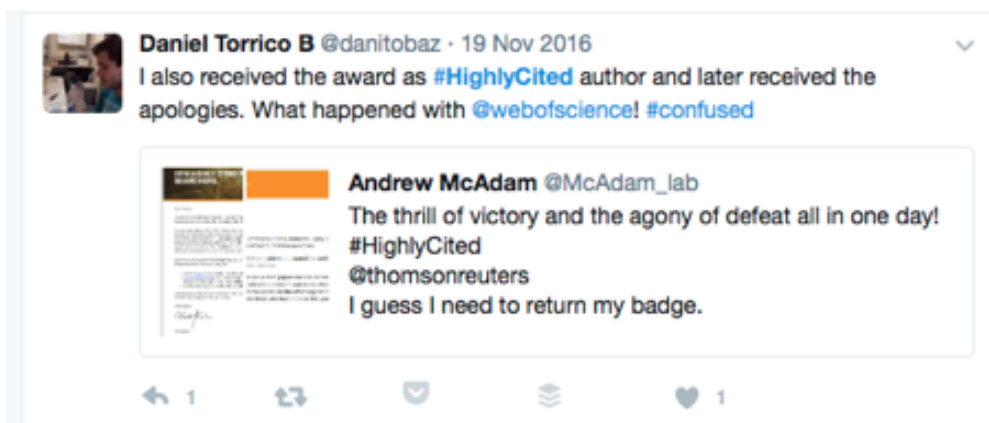 Daniel Torrico B @danitobaz · 19 Nov 2016
I also received the award as #HighlyCited author and later received the
apologies. What happened with @webofscience! #confused
Andrew McAdam @McAdam_lab
The thrill of victory and the agony of defeat all in one day!
#HighlyCited
@thomsonreuters
I guess I need to return my badge.
1
1